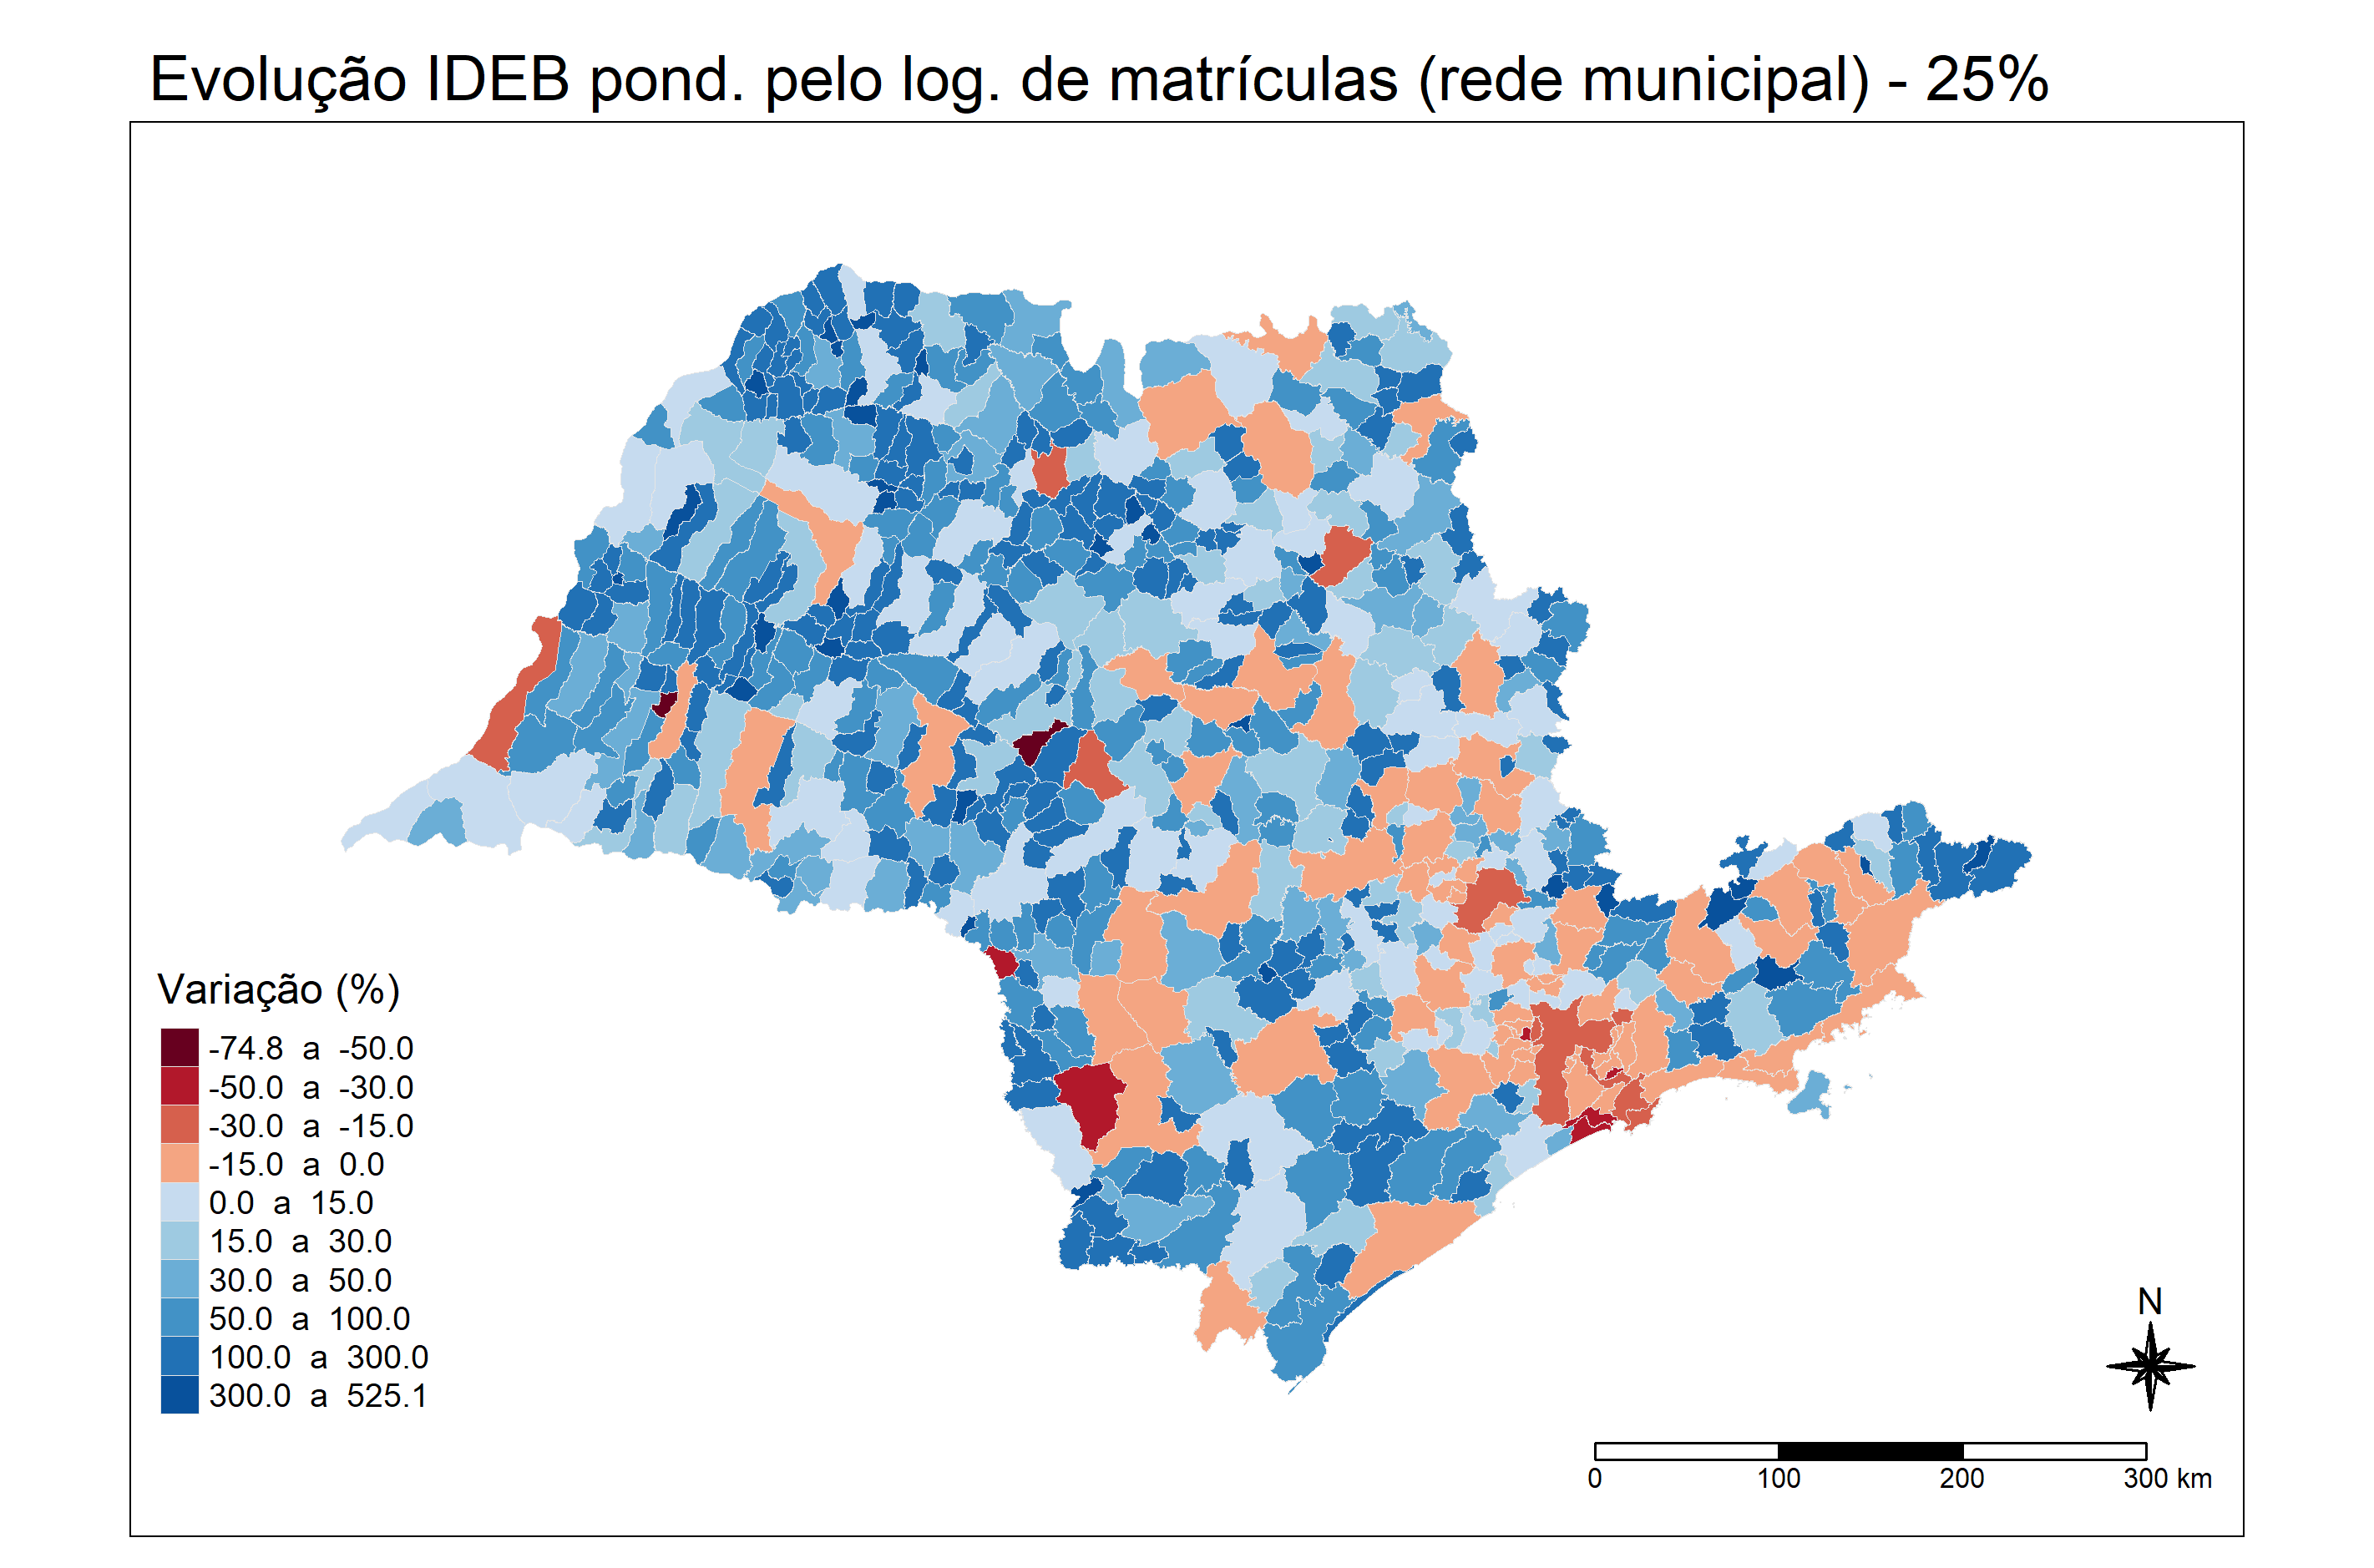 Evolução IDEB pond. pelo log. de matrículas (rede municipal) - 25%
Variação (%)
-74.8 a -50.0
-50.0 a -30.0
-30.0 a -15.0
-15.0 a 0.0
0.0 a 15.0
15.0 a 30.0
30.0 a 50.0
50.0 a 100.0
100.0 a 300.0
300.0 a 525.1
N
0 100 200 300 km